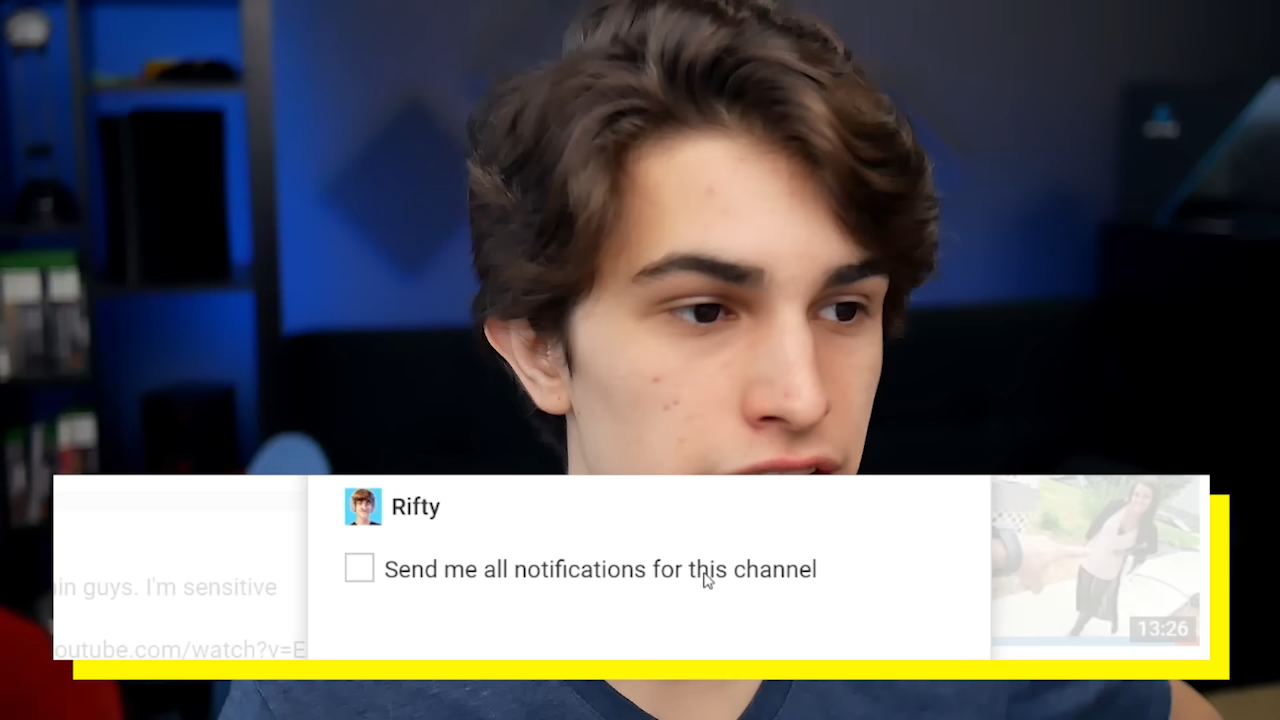 Rifty
Send me all notifications for this channel
in guys. I'm sensitive
outube.com/watch?v=E
13:26